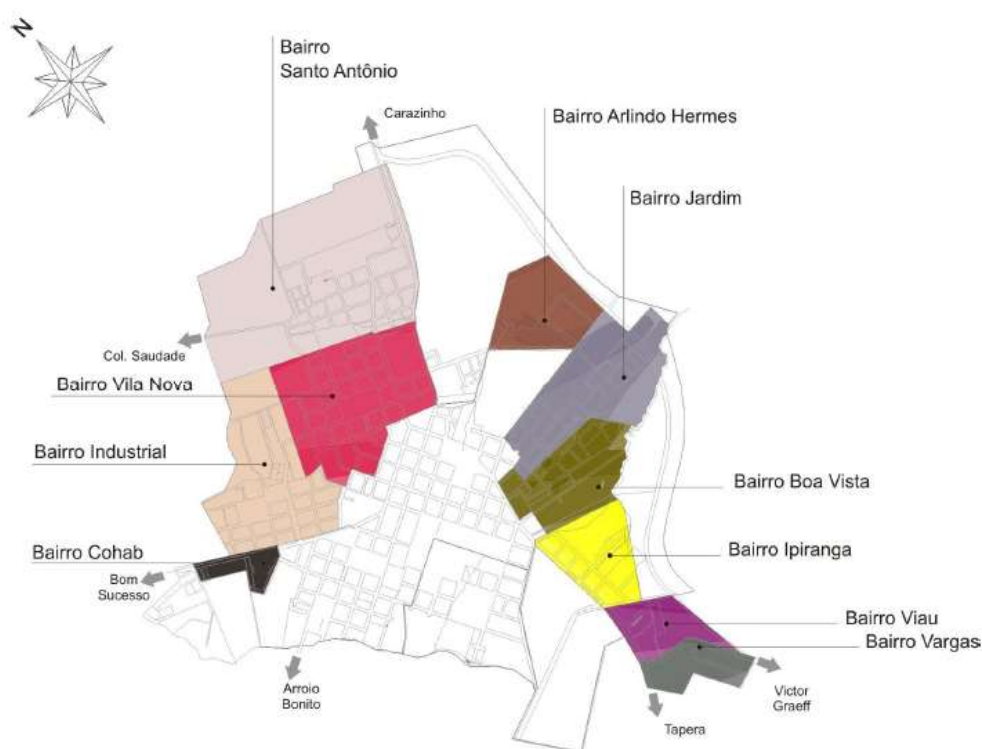 N
Bairro
Santo Antônio
Carazinho
Bairro Arlindo Hermes
Bairro Jardim
Col. Saudade
Bairro Vila Nova
Bairro Industrial
Bairro Boa Vista
Bairro Cohab
Bairro Ipiranga
Bom
Sucesso
Bairro Viau
Bairro Vargas
Arroio
Bonito
Victor
Graeff
Tapera